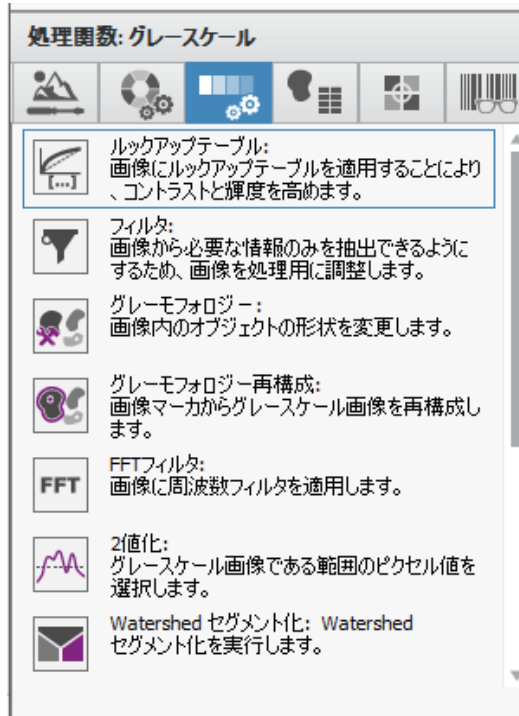 処理関数: グレースケール
ルックアップテーブル:
画像にルックアップテーブルを適用することにより
、コントラストと輝度を高めます。
フィルタ:
画像から必要な情報のみを抽出できるように
するため、画像を処理用に調整します。
グレーモフォロジー:
画像内のオブジェクトの形状を変更します。
グレーモフォロジー再構成:
画像マーカからグレースケール画像を再構成し
ます。
FFT
FFTフィルタ:
画像に周波数フィルタを適用します。
2値化:
グレースケール画像である範囲のピクセル値を
選択します。
Watershed セグメント化: Watershed
セグメント化を実行します。